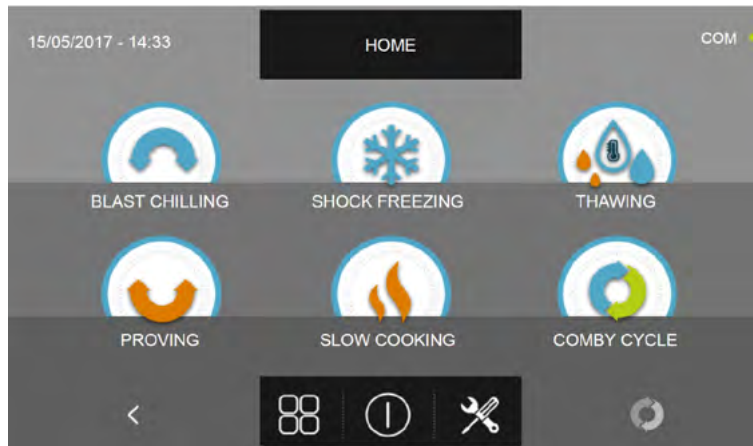 15/05/2017 - 14:33
HOME
COM
BLAST CHILLING
SHOCK FREEZING
THAWING
PROVING
SLOW COOKING
COMBY CYCLE